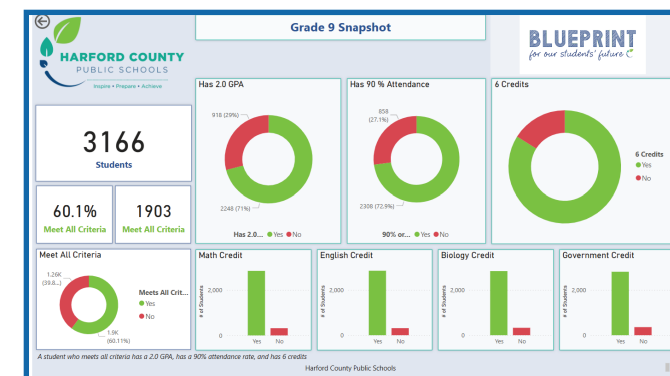 Grade 9 Snapshot
HARFORD COUNTY
PUBLIC SCHOOLS
Inspire • Prepare • Achieve
BLUEPRINT
for our students' future
3166
Students
60.1%
Meet All Criteria
1903
Meet All Criteria
Has 2.0 GPA
918 (29%)
2248 (71%)
Has 2.0... Yes No
Has 90 % Attendance
858
(27.1%)
2308 (72.9%)
90% or... Yes No
6 Credits
6 Credits
Yes
No
Meet All Criteria
1.26K
(39.8...)
1.9K
(60.11%)
Meets All Crit...
Yes
No
Math Credit
# of Students
2,000
0
Yes No
English Credit
# of Students
2,000
0
Yes No
Biology Credit
# of Students
2,000
0
Yes No
Government Credit
# of Students
2,000
0
Yes No
A student who meets all criteria has a 2.0 GPA, has a 90% attendance rate, and has 6 credits
Harford County Public Schools